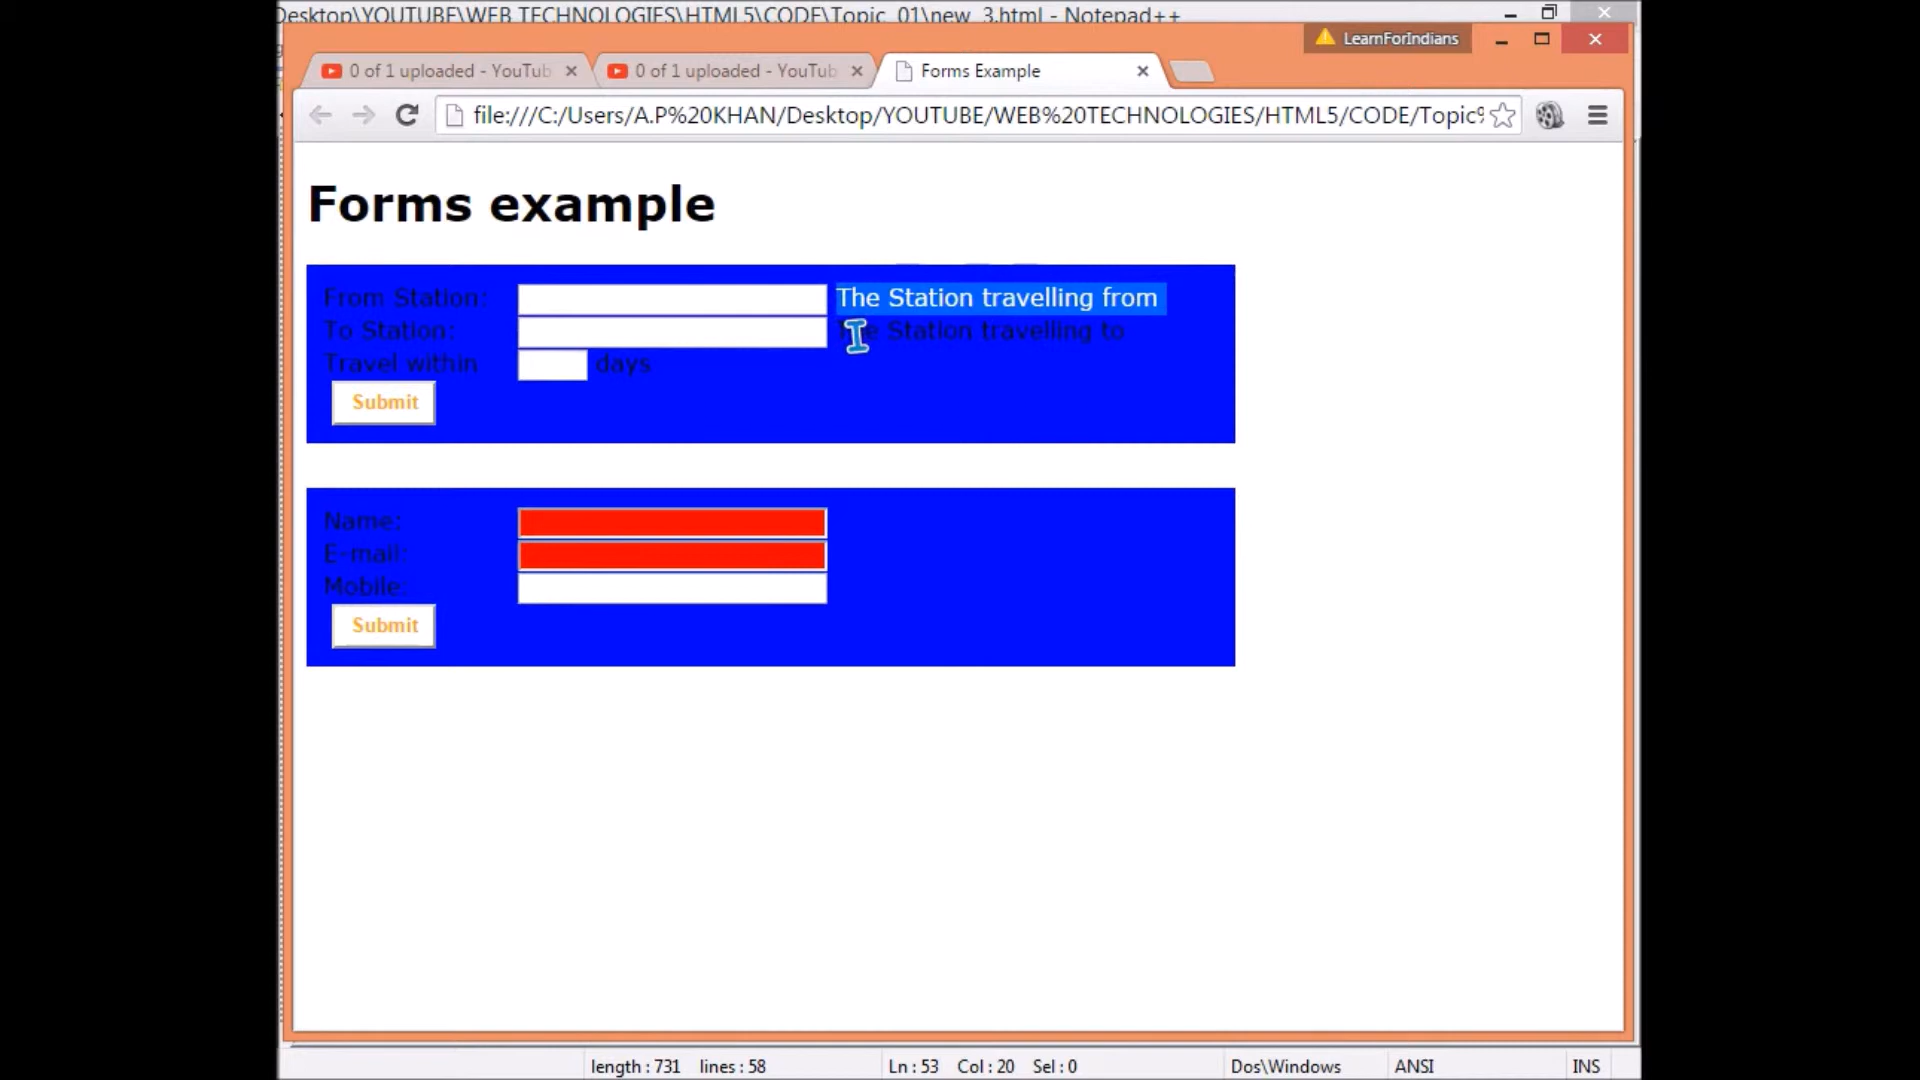 Desktop\YOUTUBE\WEB TECHNOLOGIES\HTML5\CODE\Topic_01\new_3.html - Notepad++
LearnForIndians
0 of 1 uploaded - YouTub
0 of 1 uploaded - YouTub
Forms Example
file:///C:/Users/A.P%20KHAN/Desktop/YOUTUBE/WEB%20TECHNOLOGIES/HTML5/CODE/Topic%
Forms example
From Station: The Station travelling from
To Station: The Station travelling to
Travel within days
Submit
Name:
E-mail:
Mobile:
Submit
length : 731 lines : 58 Ln : 53 Col : 20 Sel : 0 Dos\Windows ANSI INS